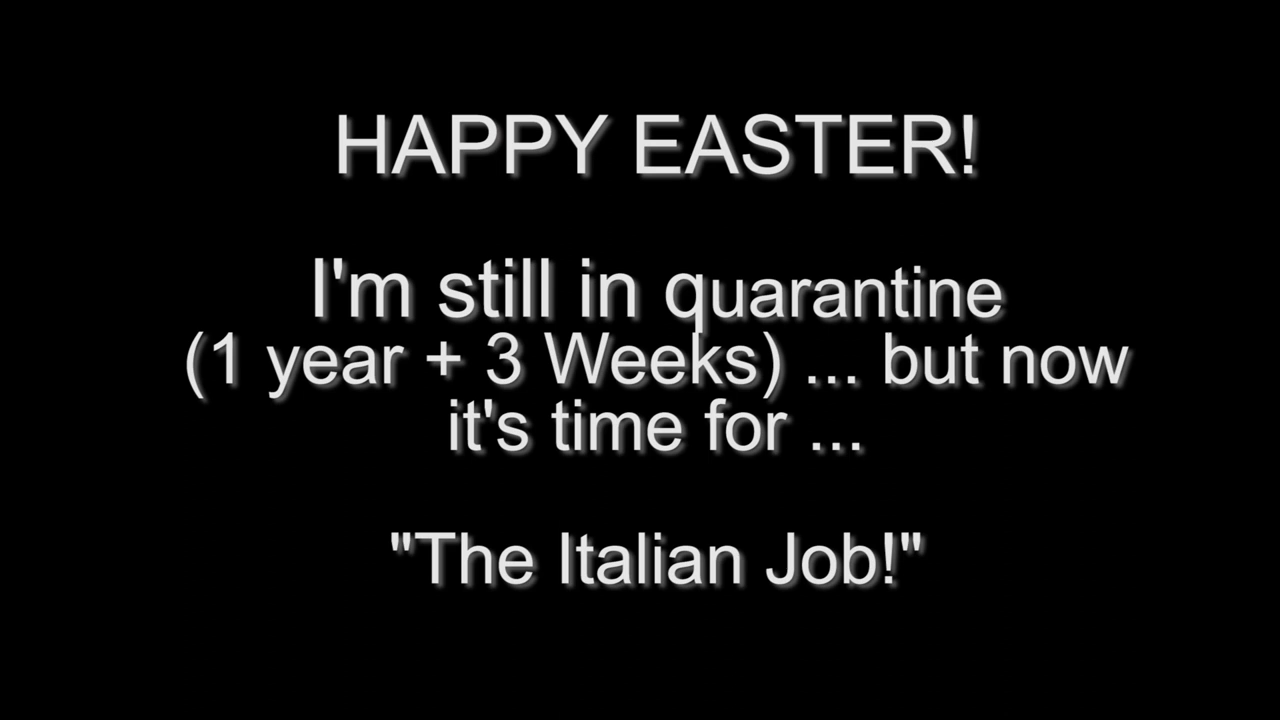 HAPPY EASTER!
I'm still in quarantine
(1 year + 3 Weeks) ... but now
it's time for ...
"The Italian Job!"